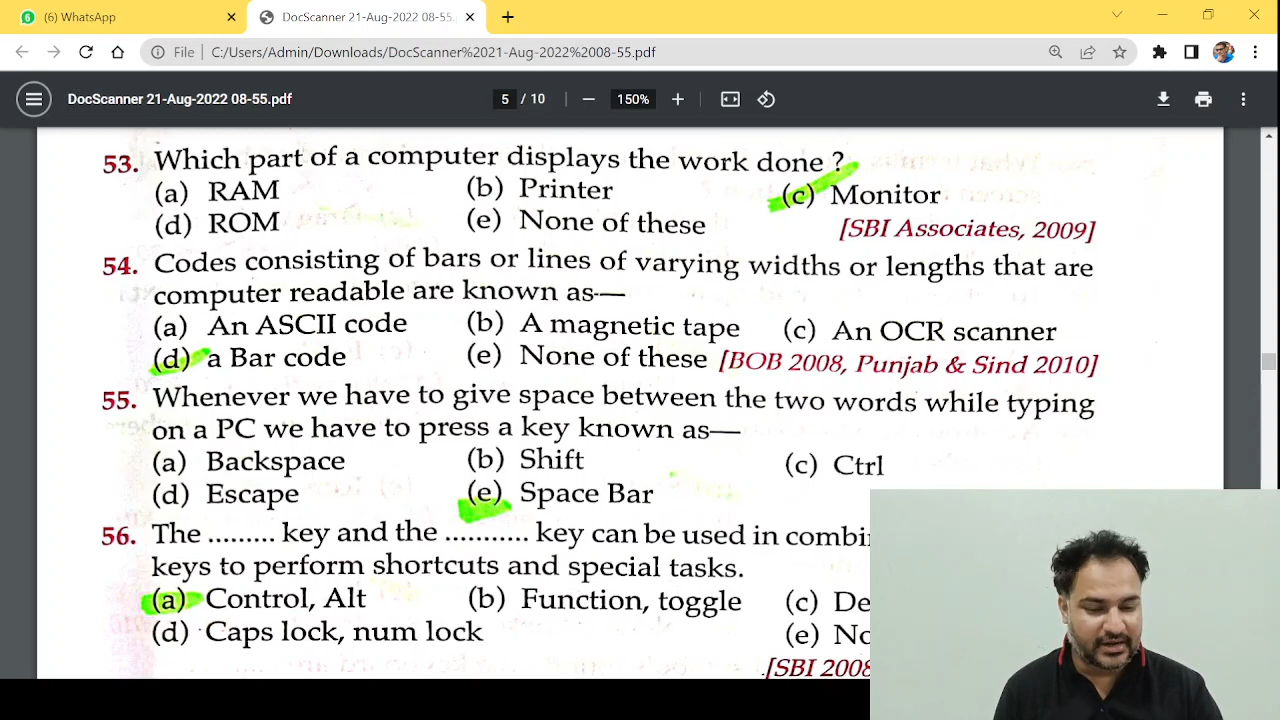 6 (6) WhatsApp
DocScanner 21-Aug-2022 08-55.
File C:/Users/Admin/Downloads/DocScanner%2021-Aug-2022%2008-55.pdf
DocScanner 21-Aug-2022 08-55.pdf 5 / 10 150%
53. Which part of a computer displays the work done ?
(a) RAM (b) Printer (c) Monitor
(d) ROM (e) None of these
[SBI Associates, 2009]
54. Codes consisting of bars or lines of varying widths or lengths that are
computer readable are known as—
(a) An ASCII code (b) A magnetic tape (c) An OCR scanner
(d) a Bar code (e) None of these [BOB 2008, Punjab & Sind 2010]
55. Whenever we have to give space between the two words while typing
on a PC we have to press a key known as—
(a) Backspace (b) Shift (c) Ctrl
(d) Escape (e) Space Bar
56. The ......... key and the ........... key can be used in combi
keys to perform shortcuts and special tasks.
(a) Control, Alt (b) Function, toggle (c) De
(d) Caps lock, num lock (e) No
[SBI 2008